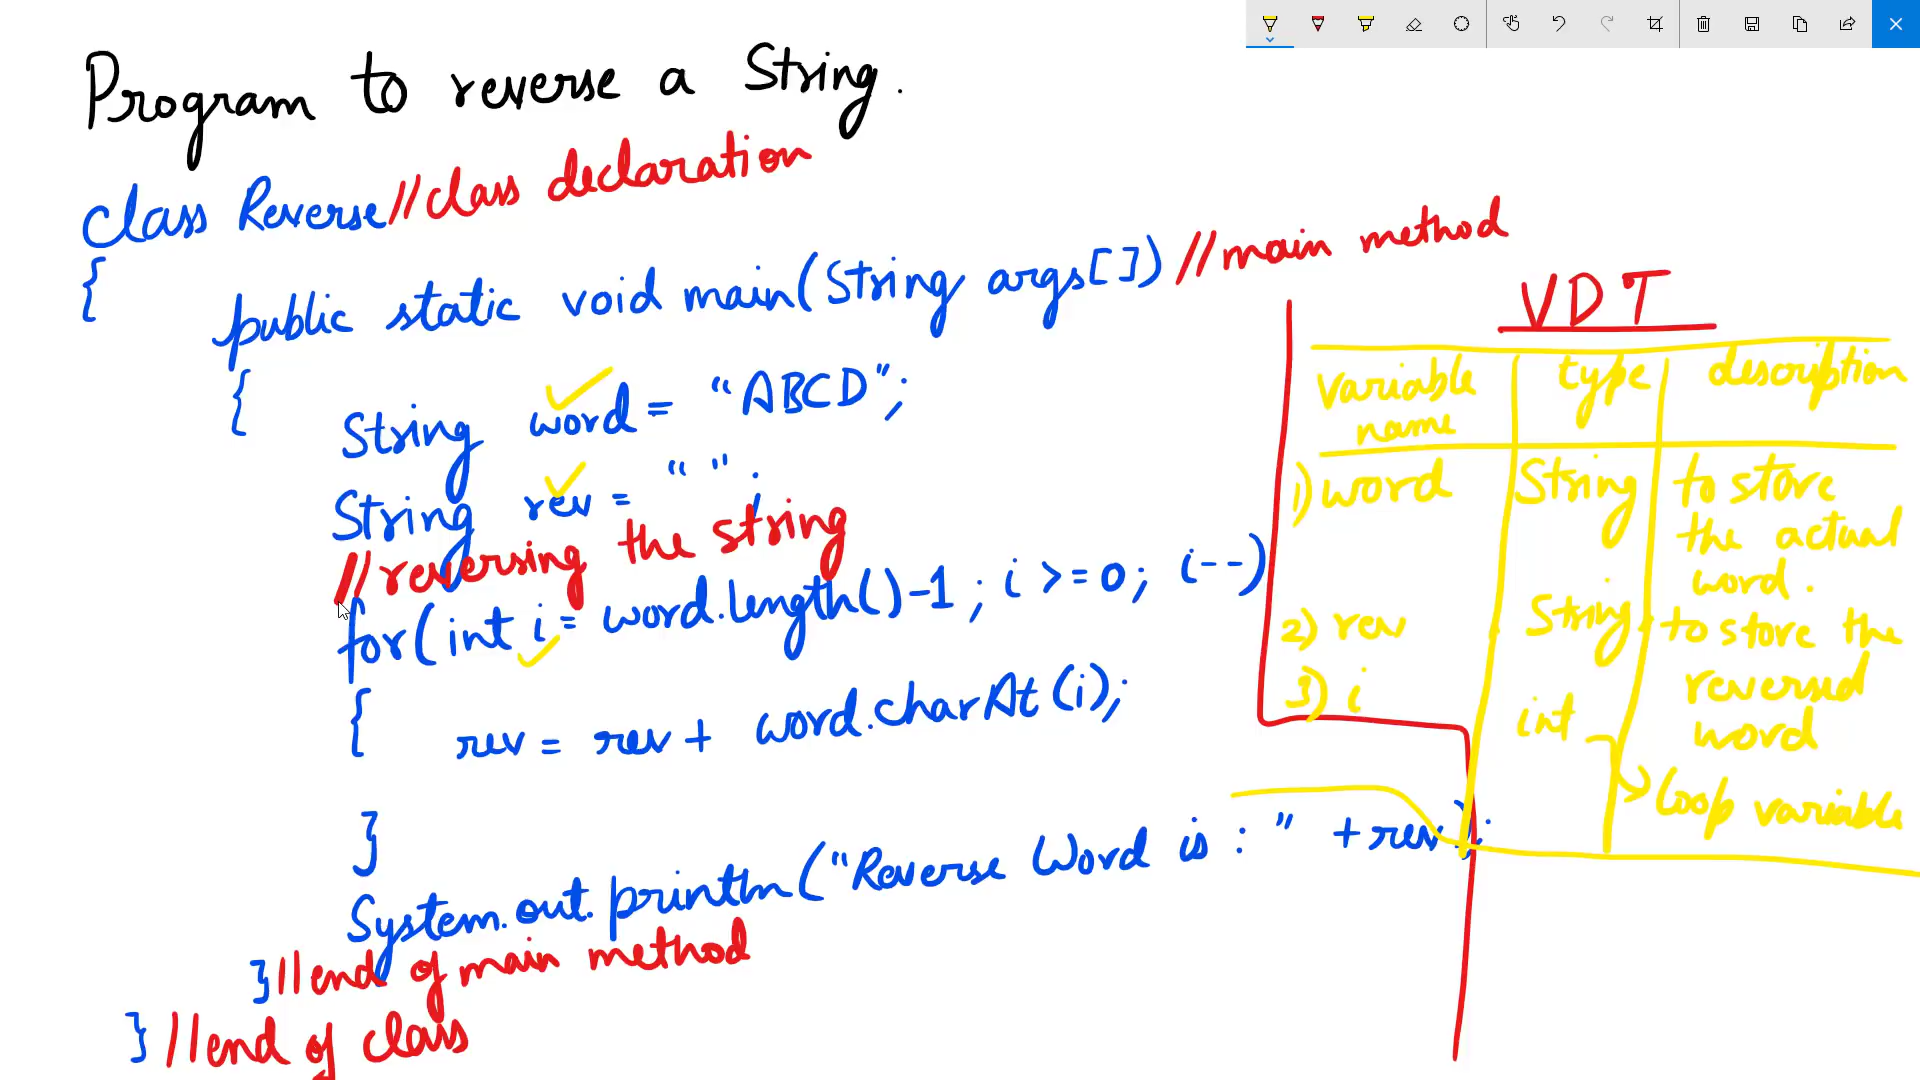 Program to reverse a String.
class Reverse//class declaration
{
public static void main(String args[]) //main method
{
String word = "ABCD";
String rev = " ";
//reversing the string
for(int i = word.length()-1; i >= 0; i--)
{
rev = rev + word.charAt(i);
}
System.out.println("Reverse Word is : " +rev);
}//end of main method
} //end of class
VDT
variable name type description
1) word String to store the actual word.
2) rev String to store the reversed word
3) i int → Loop variable